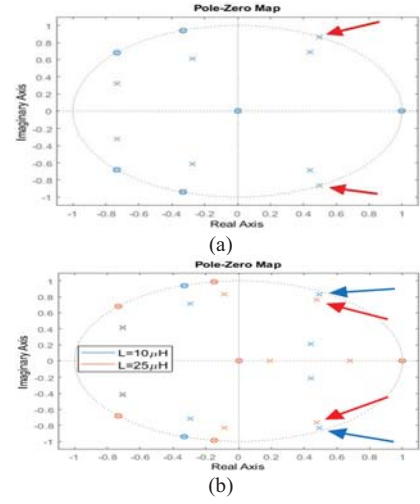 Pole-Zero Map
Imaginary Axis
1
0.8
0.6
0.4
0.2
0
-0.2
-0.4
-0.6
-0.8
-1
-1 -0.8 -0.6 -0.4 -0.2 0 0.2 0.4 0.6 0.8 1
Real Axis
(a)
Pole-Zero Map
Imaginary Axis
1
0.8
0.6
0.4
0.2
0
-0.2
-0.4
-0.6
-0.8
-1
L=10μH
L=25μH
-1 -0.8 -0.6 -0.4 -0.2 0 0.2 0.4 0.6 0.8 1
Real Axis
(b)